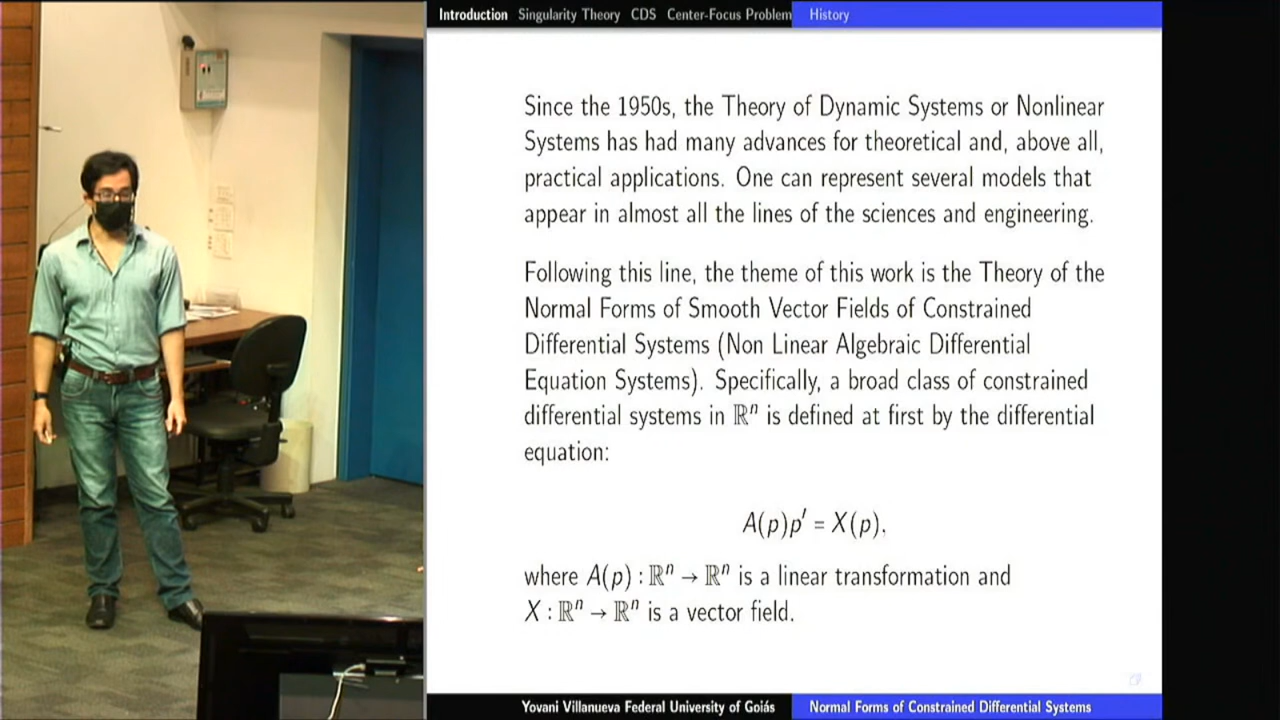 Introduction Singularity Theory CDS Center-Focus Problem History
Since the 1950s, the Theory of Dynamic Systems or Nonlinear
Systems has had many advances for theoretical and, above all,
practical applications. One can represent several models that
appear in almost all the lines of the sciences and engineering.
Following this line, the theme of this work is the Theory of the
Normal Forms of Smooth Vector Fields of Constrained
Differential Systems (Non Linear Algebraic Differential
Equation Systems). Specifically, a broad class of constrained
differential systems in ℝⁿ is defined at first by the differential
equation:
A(p)p′ = X(p),
where A(p) : ℝⁿ → ℝⁿ is a linear transformation and
X : ℝⁿ → ℝⁿ is a vector field.
Yovani Villanueva Federal University of Goiás Normal Forms of Constrained Differential Systems